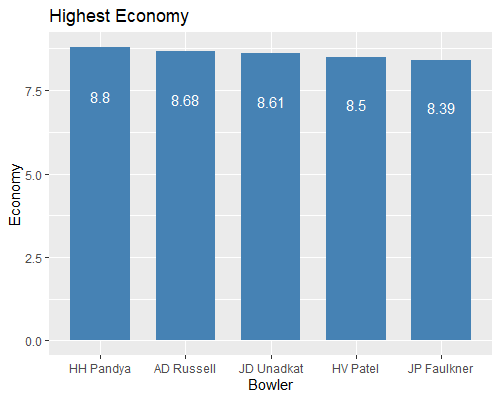 Highest Economy
Economy
7.5
5.0
2.5
0.0
8.8
8.68
8.61
8.5
8.39
HH Pandya
AD Russell
JD Unadkat
HV Patel
JP Faulkner
Bowler